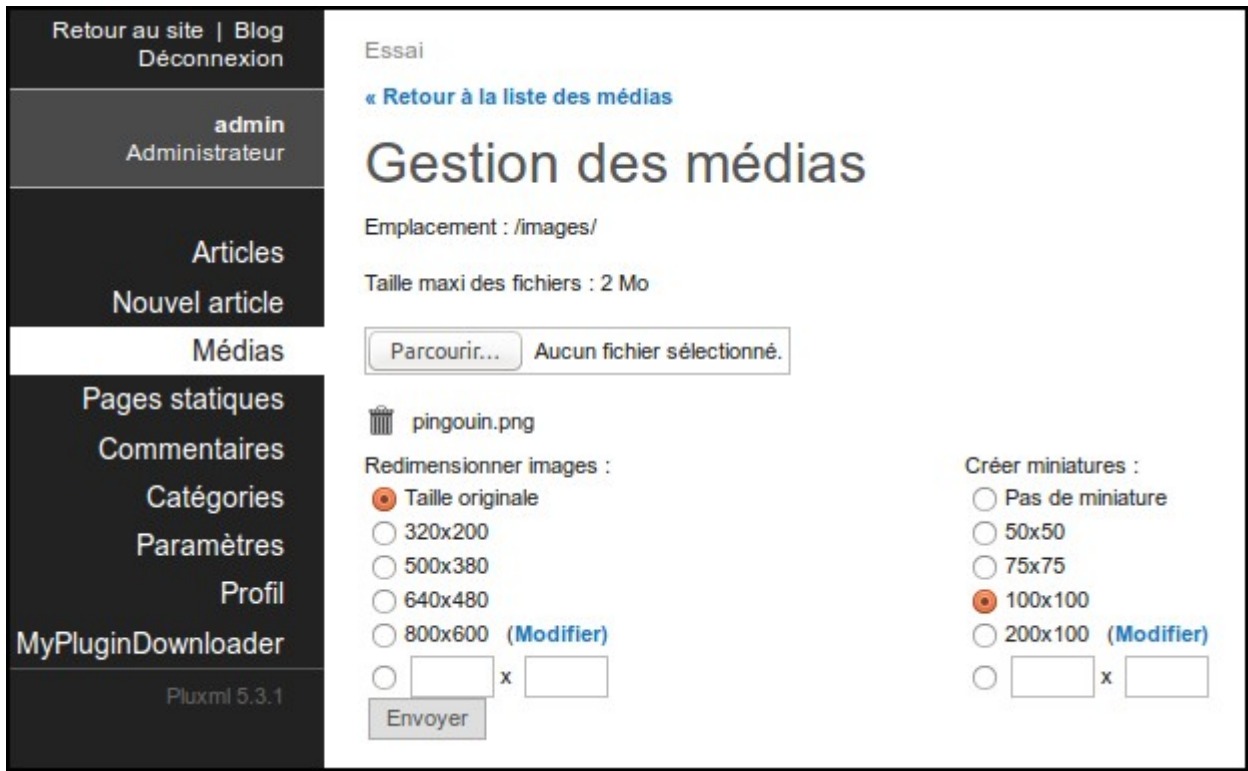 Retour au site | Blog
Déconnexion
admin
Administrateur
Articles
Nouvel article
Médias
Pages statiques
Commentaires
Catégories
Paramètres
Profil
MyPluginDownloader
Pluxml 5.3.1
Essai
« Retour à la liste des médias
Gestion des médias
Emplacement : /images/
Taille maxi des fichiers : 2 Mo
Parcourir... Aucun fichier sélectionné.
pingouin.png
Redimensionner images :
Taille originale
320x200
500x380
640x480
800x600 (Modifier)
x
Envoyer
Créer miniatures :
Pas de miniature
50x50
75x75
100x100
200x100 (Modifier)
x